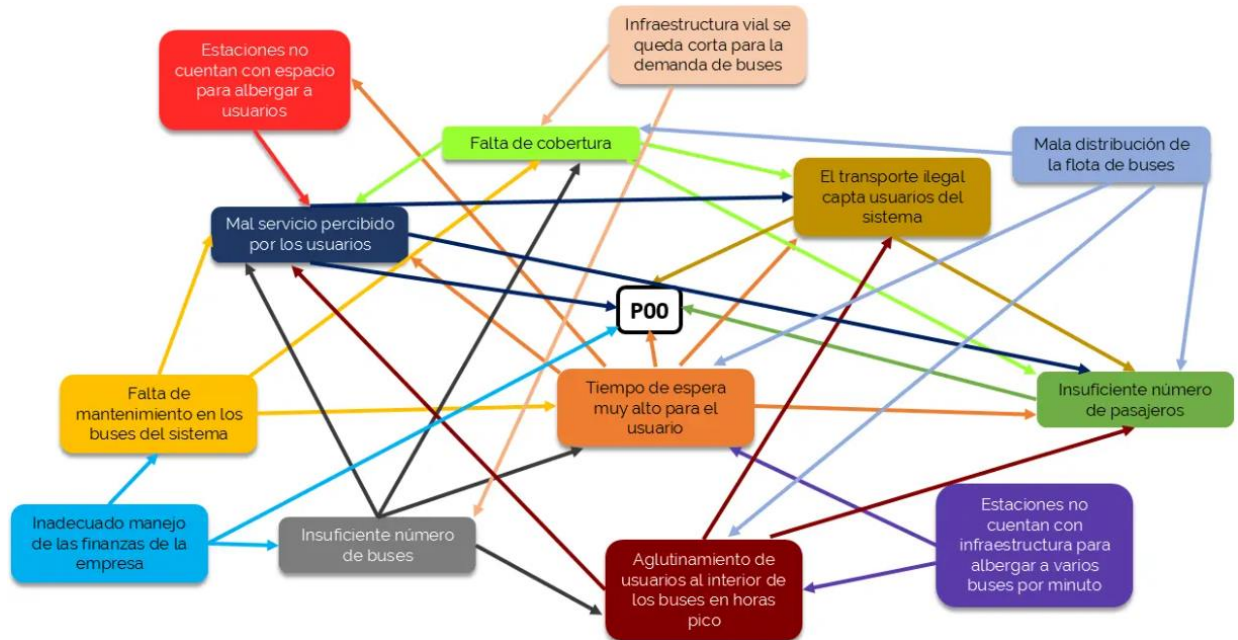 Infraestructura vial se
queda corta para la
demanda de buses
Estaciones no
cuentan con espacio
para albergar a
usuarios
Falta de cobertura
Mala distribución de
la flota de buses
El transporte ilegal
capta usuarios del
sistema
Mal servicio percibido
por los usuarios
P00
Falta de
mantenimiento en los
buses del sistema
Tiempo de espera
muy alto para el
usuario
Insuficiente número
de pasajeros
Inadecuado manejo
de las finanzas de la
empresa
Insuficiente número
de buses
Aglutinamiento de
usuarios al interior de
los buses en horas
pico
Estaciones no
cuentan con
infraestructura para
albergar a varios
buses por minuto